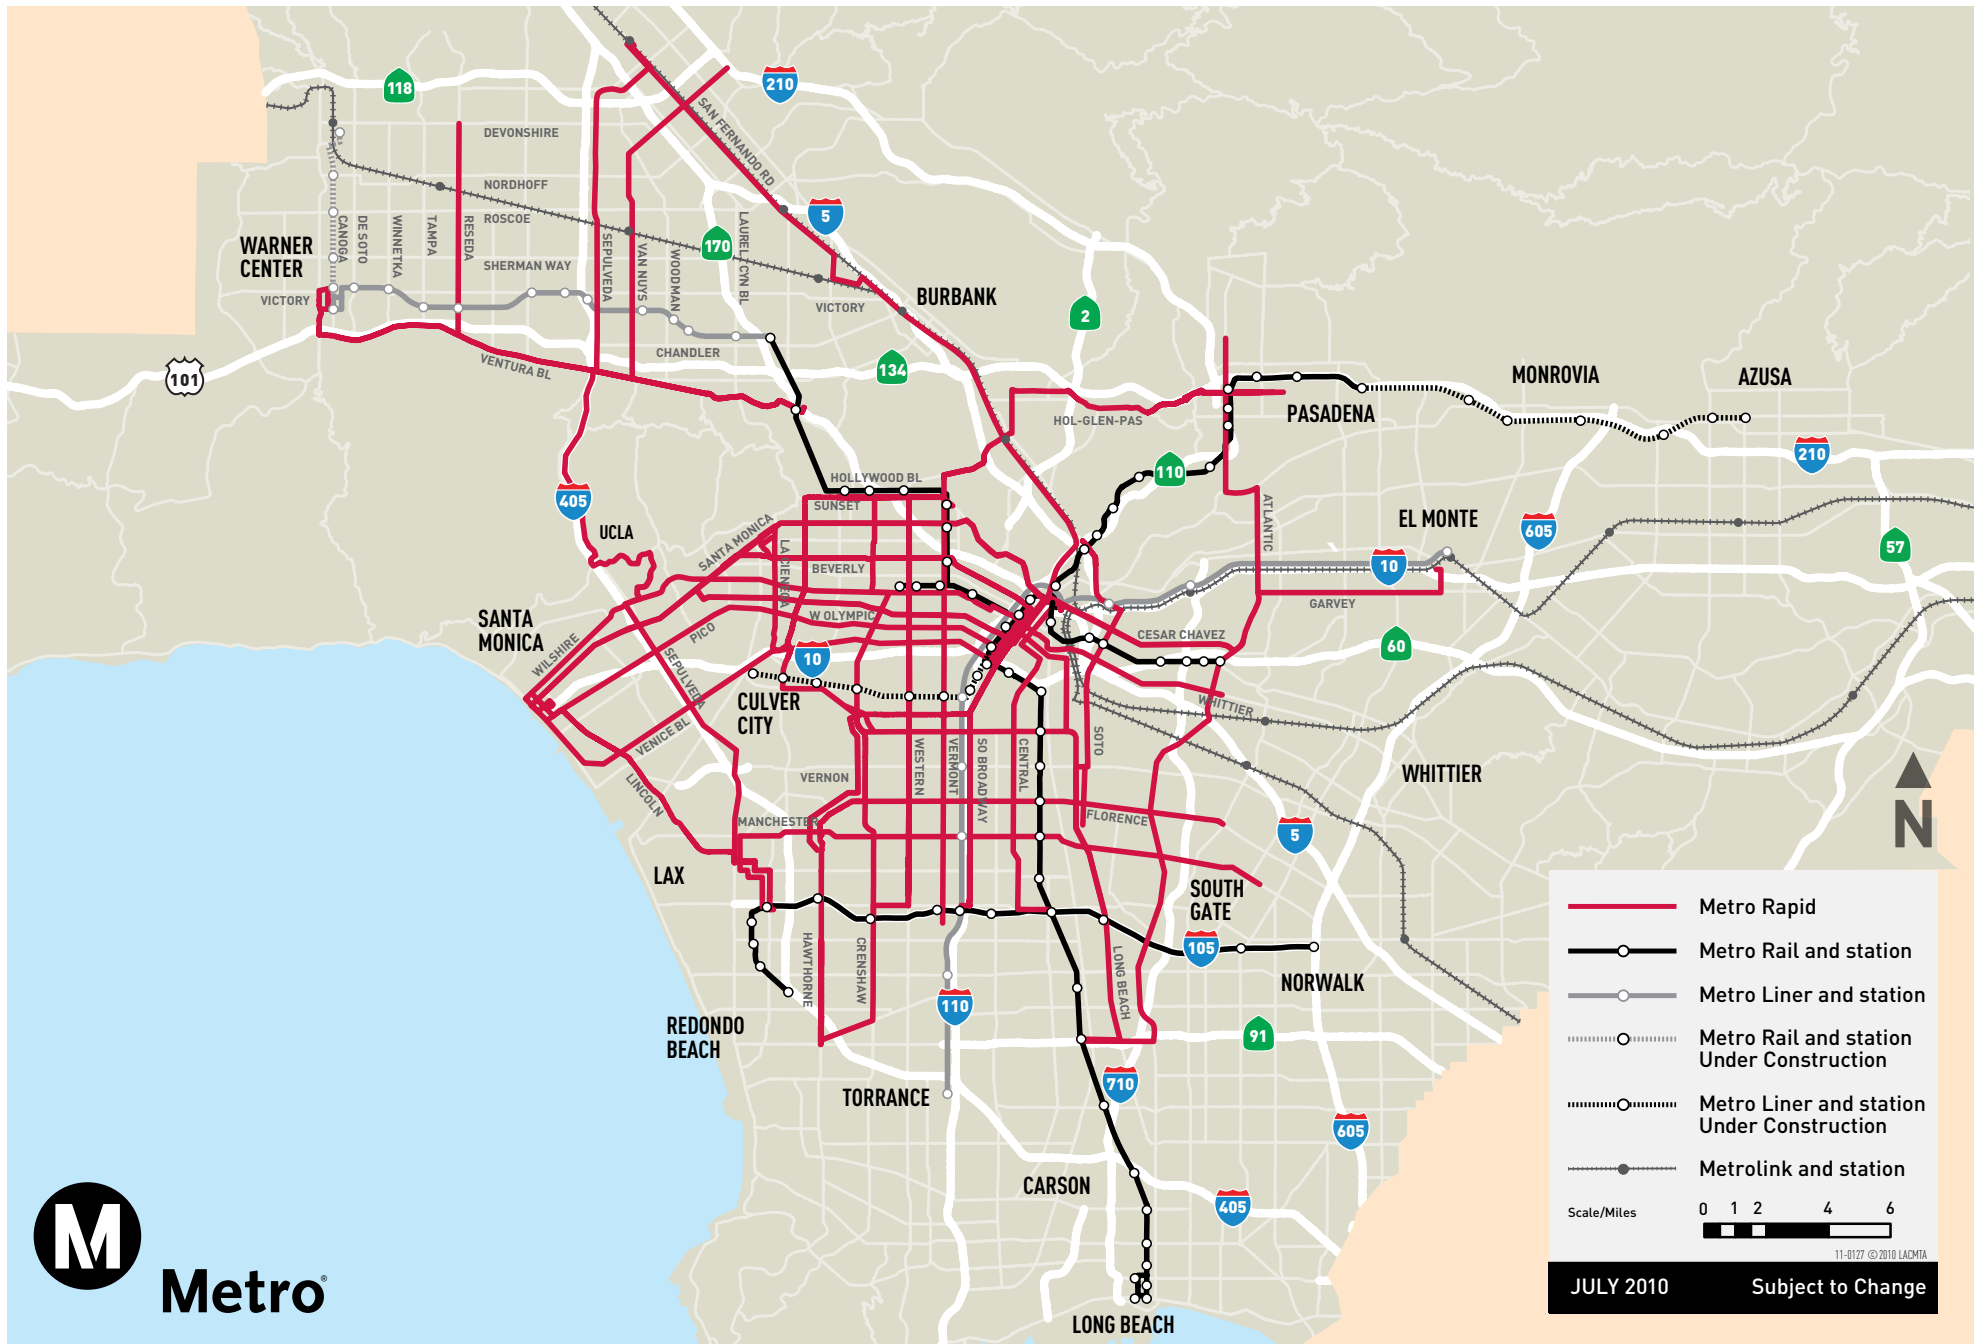 118
210
DEVONSHIRE
SAN FERNANDO RD
NORDHOFF
ROSCOE
5
170
WARNER
CENTER
CANOGA
DE SOTO
WINNETKA
TAMPA
RESEDA
SEPULVEDA
VAN NUYS
WOODMAN
LAUREL CYN BL
SHERMAN WAY
VICTORY
VICTORY
BURBANK
2
CHANDLER
VENTURA BL
101
134
MONROVIA
AZUSA
HOL-GLEN-PAS
PASADENA
210
110
HOLLYWOOD BL
SUNSET
405
ATLANTIC
EL MONTE
605
57
UCLA
SANTA MONICA
LA CIENEGA
BEVERLY
10
GARVEY
SANTA
MONICA
W OLYMPIC
PICO
WILSHIRE
CESAR CHAVEZ
60
10
SEPULVEDA
CULVER
CITY
WHITTIER
VENICE BL
SOTO
WESTERN
VERMONT
SO BROADWAY
CENTRAL
VERNON
WHITTIER
LINCOLN
MANCHESTER
FLORENCE
5
N
LAX
SOUTH
GATE
105
HAWTHORNE
CRENSHAW
LONG BEACH
NORWALK
110
REDONDO
BEACH
91
710
TORRANCE
605
CARSON
405
LONG BEACH
Metro Rapid
Metro Rail and station
Metro Liner and station
Metro Rail and station
Under Construction
Metro Liner and station
Under Construction
Metrolink and station
Scale/Miles
0 1 2 4 6
11-0127 © 2010 LACMTA
JULY 2010 Subject to Change
M
Metro®